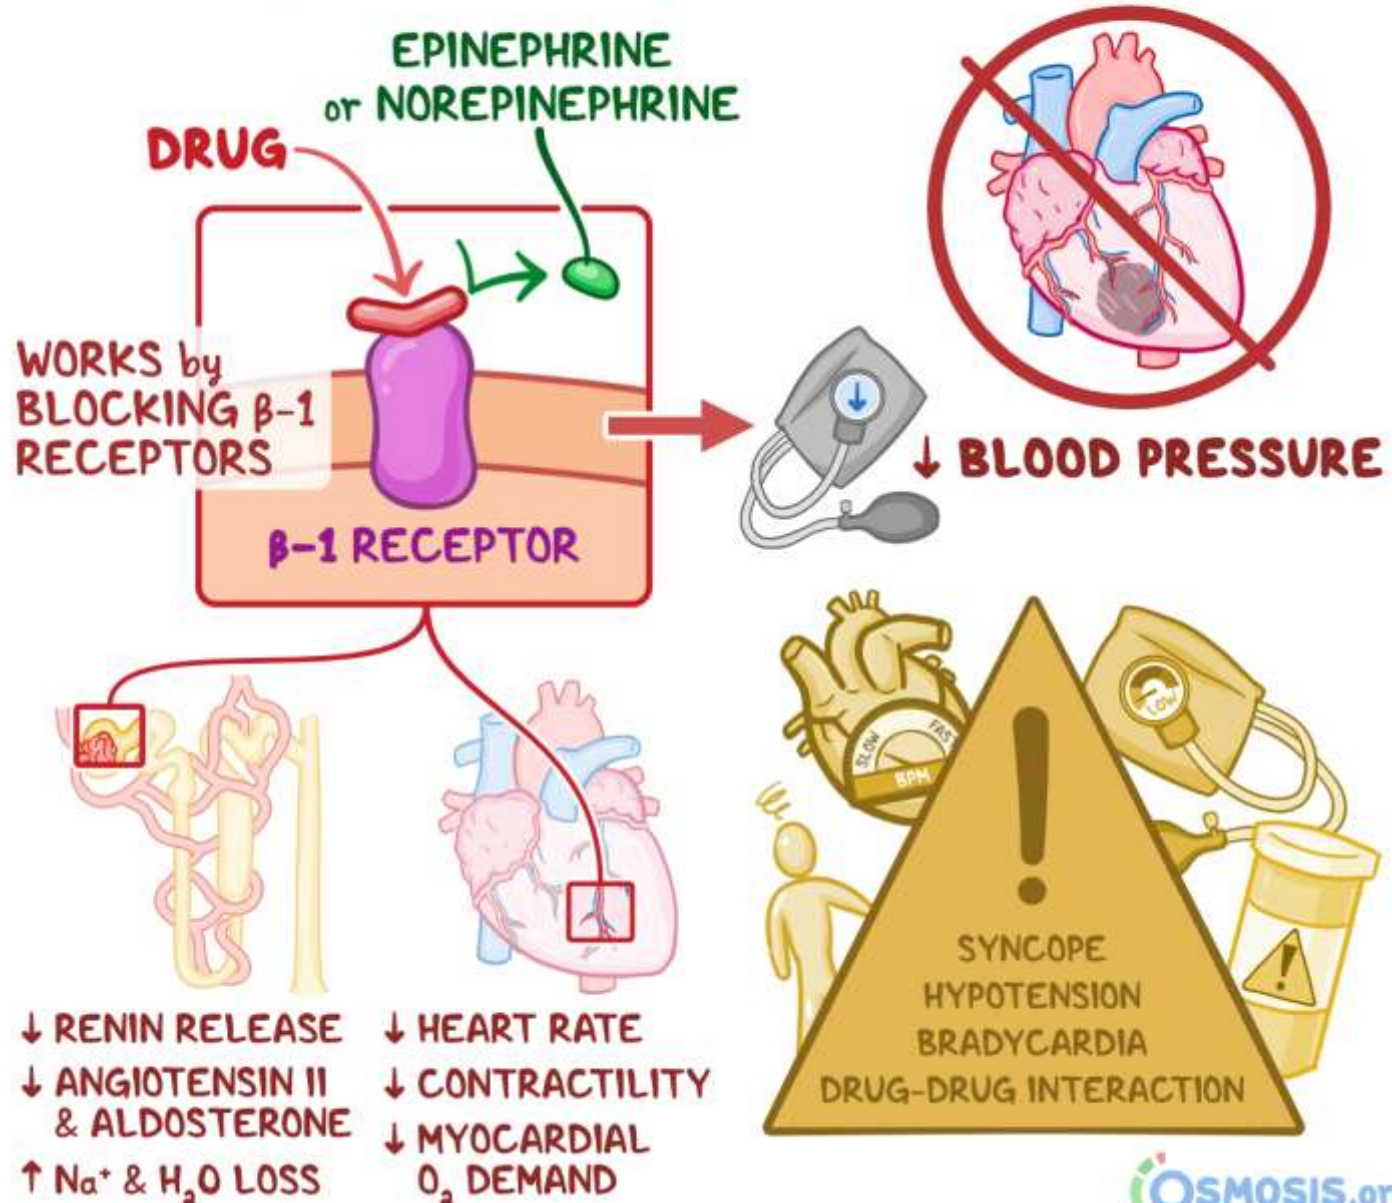 EPINEPHRINE
or NOREPINEPHRINE
DRUG
WORKS by
BLOCKING β-1
RECEPTORS
β-1 RECEPTOR
↓ BLOOD PRESSURE
↓ RENIN RELEASE
↓ ANGIOTENSIN II
& ALDOSTERONE
↑ Na⁺ & H₂O LOSS
↓ HEART RATE
↓ CONTRACTILITY
↓ MYOCARDIAL
O₂ DEMAND
SLOW
FAS
BPM
LOW
!
SYNCOPE
HYPOTENSION
BRADYCARDIA
DRUG-DRUG INTERACTION
!
OSMOSIS.or